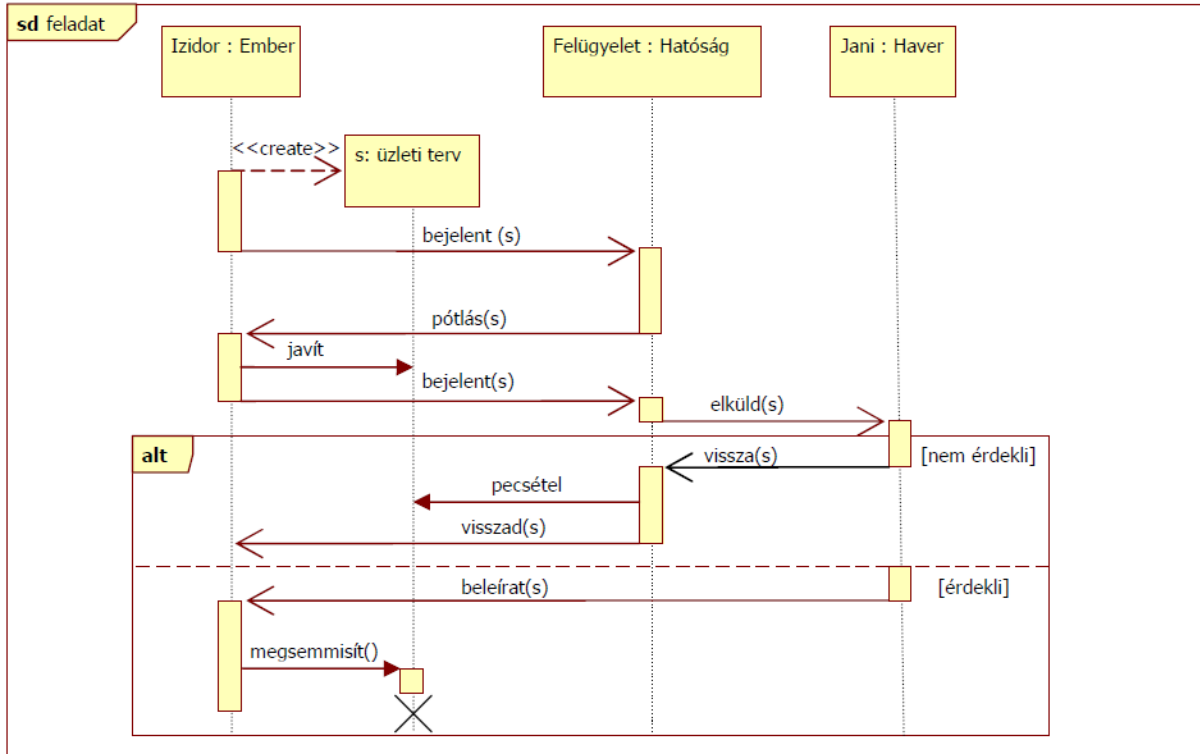 sd feladat
Izidor : Ember
Felügyelet : Hatóság
Jani : Haver
<<create>>
s: üzleti terv
bejelent (s)
pótlás(s)
javít
bejelent(s)
elküld(s)
alt
vissza(s)
[nem érdekli]
pecsétel
visszad(s)
beleírat(s)
[érdekli]
megsemmisít()